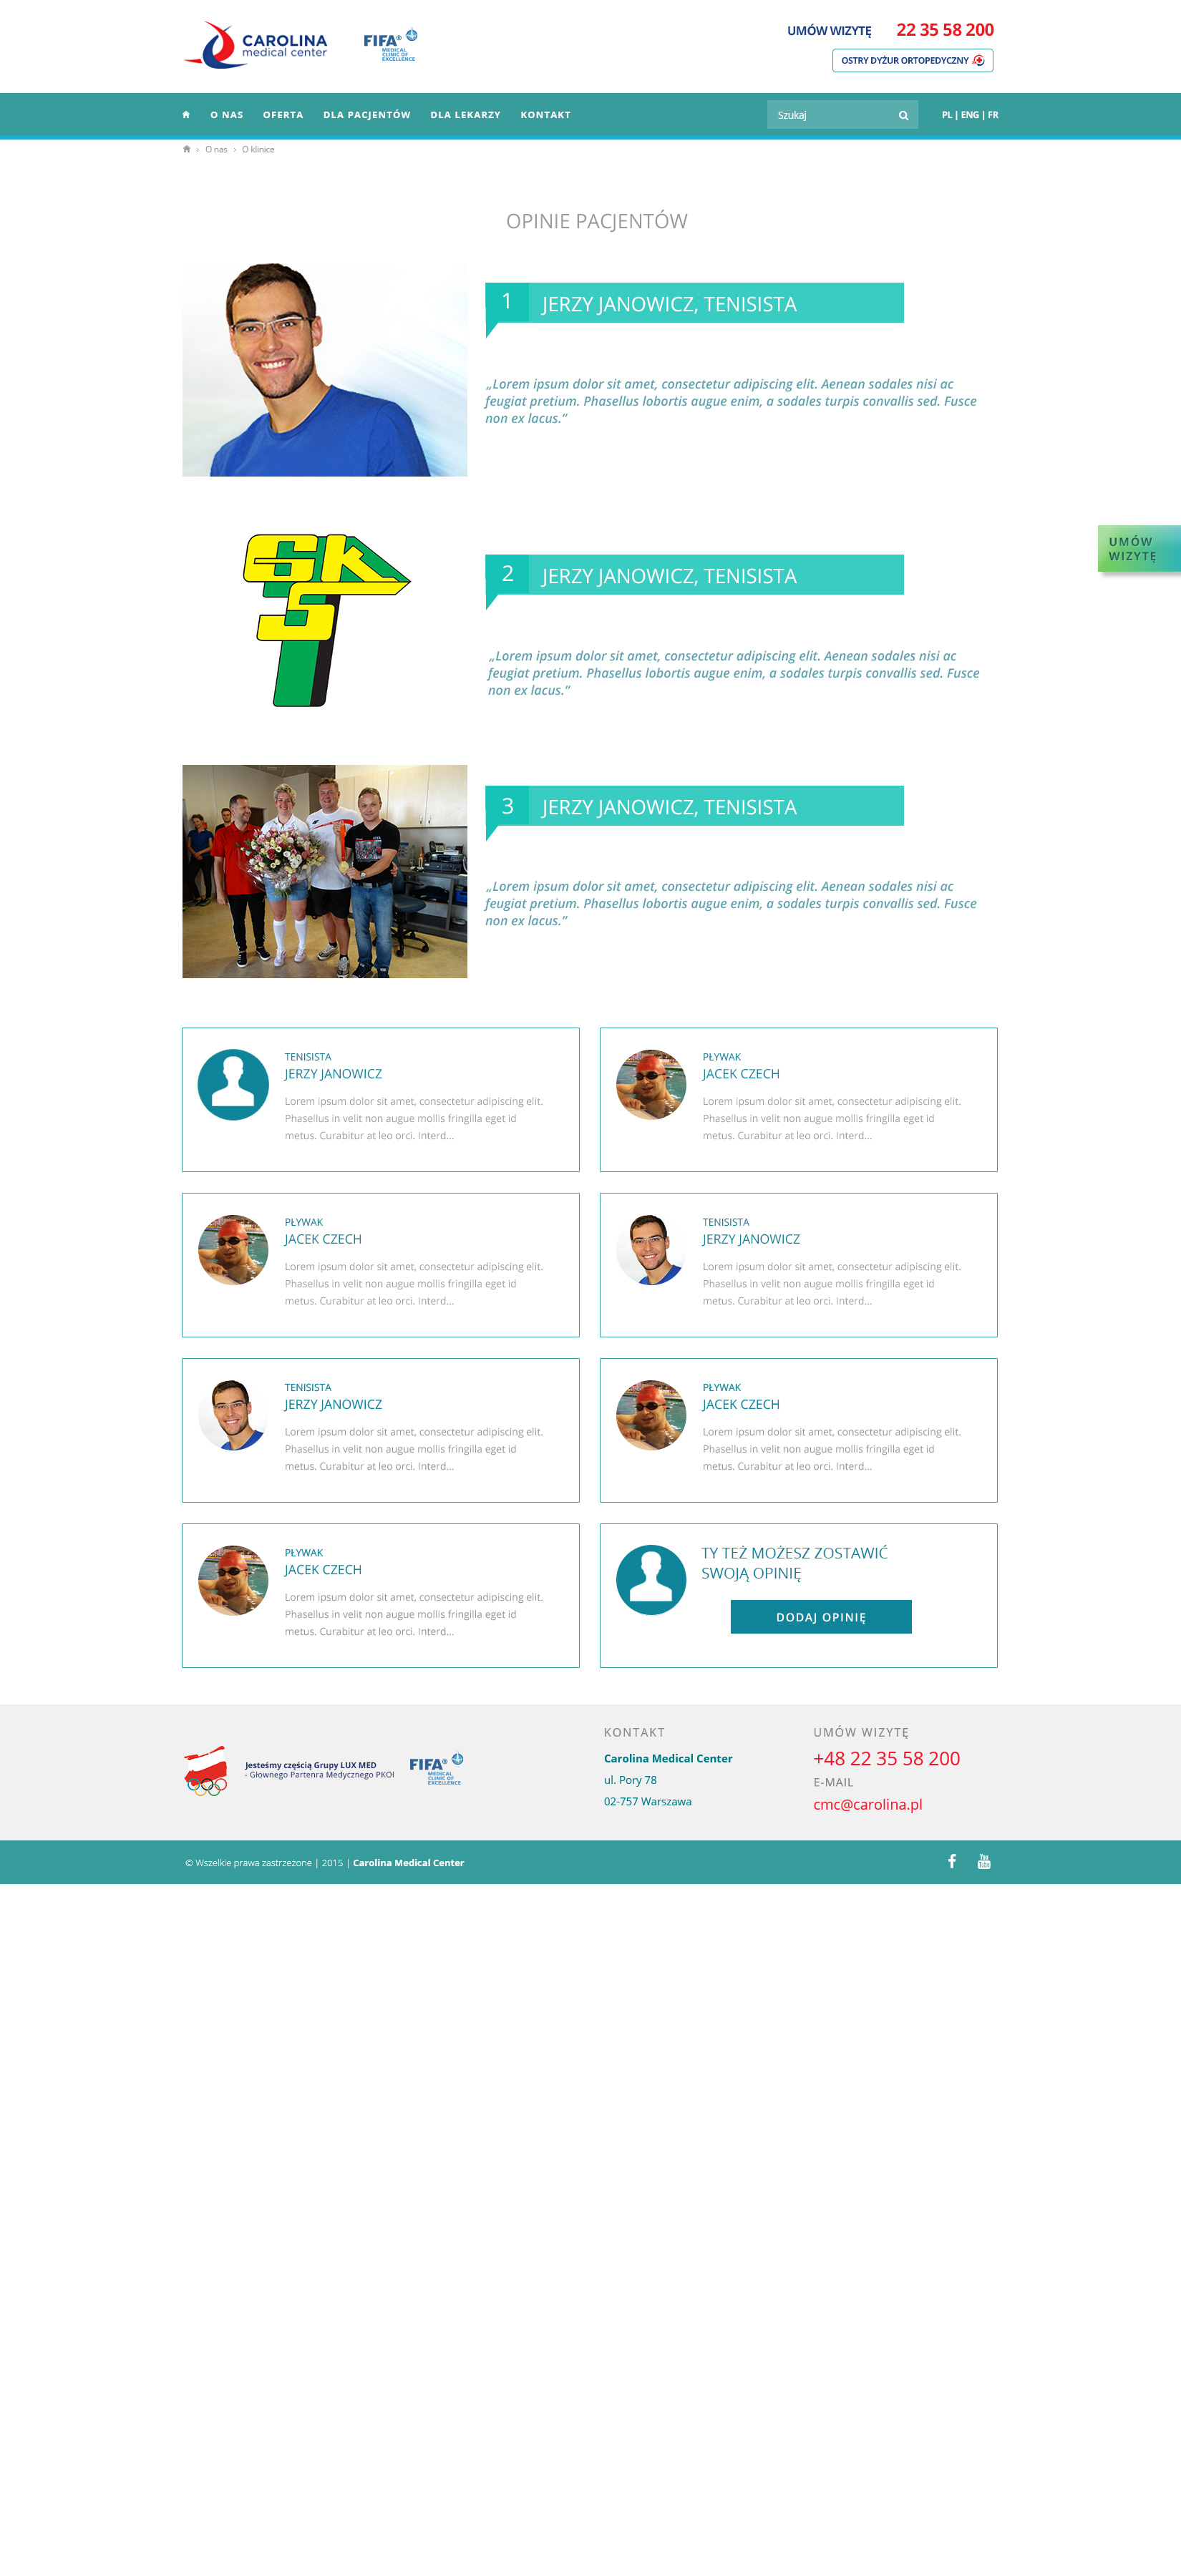 CAROLINA
medical center
FIFA®
MEDICAL
CLINIC OF
EXCELLENCE
UMÓW WIZYTĘ 22 35 58 200
OSTRY DYŻUR ORTOPEDYCZNY
O NAS OFERTA DLA PACJENTÓW DLA LEKARZY KONTAKT Szukaj PL | ENG | FR
› O nas › O klinice
OPINIE PACJENTÓW
1 JERZY JANOWICZ, TENISISTA
„Lorem ipsum dolor sit amet, consectetur adipiscing elit. Aenean sodales nisi ac
feugiat pretium. Phasellus lobortis augue enim, a sodales turpis convallis sed. Fusce
non ex lacus.”
UMÓW
WIZYTĘ
GKS
2 JERZY JANOWICZ, TENISISTA
„Lorem ipsum dolor sit amet, consectetur adipiscing elit. Aenean sodales nisi ac
feugiat pretium. Phasellus lobortis augue enim, a sodales turpis convallis sed. Fusce
non ex lacus.”
3 JERZY JANOWICZ, TENISISTA
„Lorem ipsum dolor sit amet, consectetur adipiscing elit. Aenean sodales nisi ac
feugiat pretium. Phasellus lobortis augue enim, a sodales turpis convallis sed. Fusce
non ex lacus.”
TENISISTA
JERZY JANOWICZ
Lorem ipsum dolor sit amet, consectetur adipiscing elit.
Phasellus in velit non augue mollis fringilla eget id
metus. Curabitur at leo orci. Interd...
PŁYWAK
JACEK CZECH
Lorem ipsum dolor sit amet, consectetur adipiscing elit.
Phasellus in velit non augue mollis fringilla eget id
metus. Curabitur at leo orci. Interd...
PŁYWAK
JACEK CZECH
Lorem ipsum dolor sit amet, consectetur adipiscing elit.
Phasellus in velit non augue mollis fringilla eget id
metus. Curabitur at leo orci. Interd...
TENISISTA
JERZY JANOWICZ
Lorem ipsum dolor sit amet, consectetur adipiscing elit.
Phasellus in velit non augue mollis fringilla eget id
metus. Curabitur at leo orci. Interd...
TENISISTA
JERZY JANOWICZ
Lorem ipsum dolor sit amet, consectetur adipiscing elit.
Phasellus in velit non augue mollis fringilla eget id
metus. Curabitur at leo orci. Interd...
PŁYWAK
JACEK CZECH
Lorem ipsum dolor sit amet, consectetur adipiscing elit.
Phasellus in velit non augue mollis fringilla eget id
metus. Curabitur at leo orci. Interd...
PŁYWAK
JACEK CZECH
Lorem ipsum dolor sit amet, consectetur adipiscing elit.
Phasellus in velit non augue mollis fringilla eget id
metus. Curabitur at leo orci. Interd...
TY TEŻ MOŻESZ ZOSTAWIĆ
SWOJĄ OPINIĘ
DODAJ OPINIĘ
Jesteśmy częścią Grupy LUX MED
- Głownego Partenra Medycznego PKOl
FIFA®
MEDICAL
CLINIC OF
EXCELLENCE
KONTAKT
Carolina Medical Center
ul. Pory 78
02-757 Warszawa
UMÓW WIZYTĘ
+48 22 35 58 200
E-MAIL
cmc@carolina.pl
© Wszelkie prawa zastrzeżone | 2015 | Carolina Medical Center
You
Tube